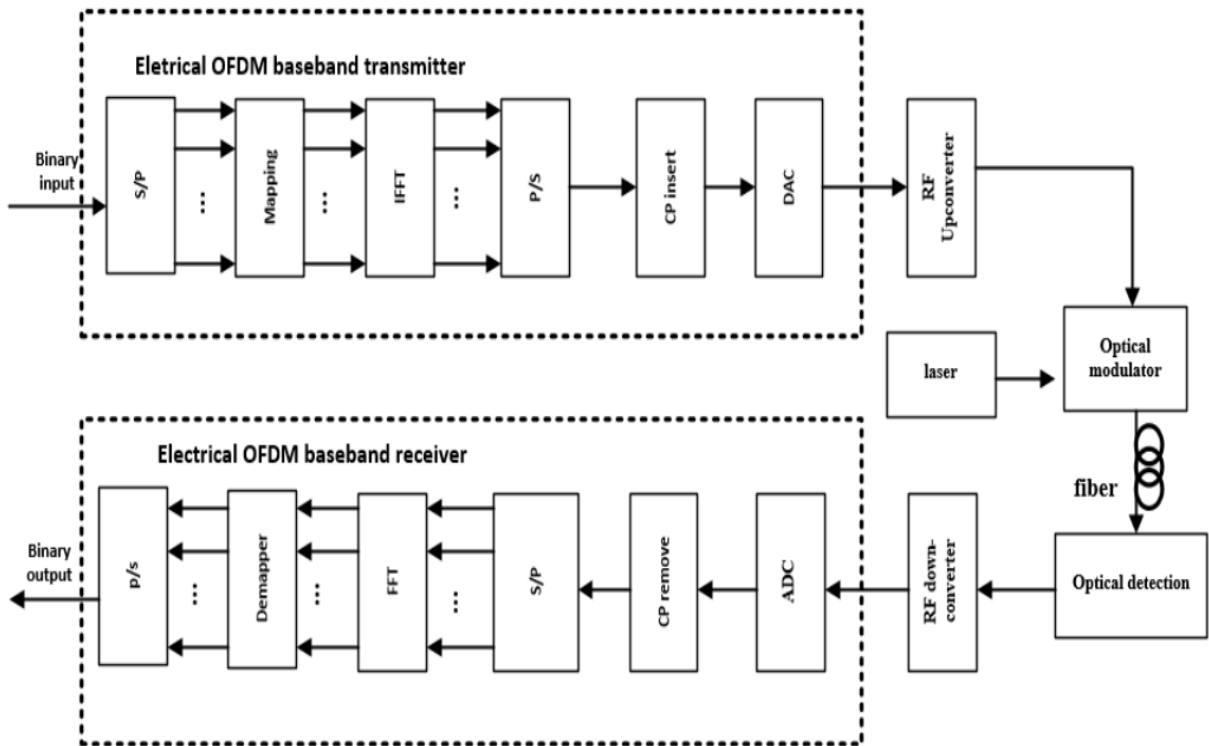 Eletrical OFDM baseband transmitter
Binary
input
S/P
...
Mapping
...
IFFT
...
P/S
CP insert
DAC
RF
Upconverter
laser
Optical
modulator
fiber
Optical detection
RF down-
converter
Electrical OFDM baseband receiver
ADC
CP remove
S/P
...
FFT
...
Demapper
...
p/s
Binary
output